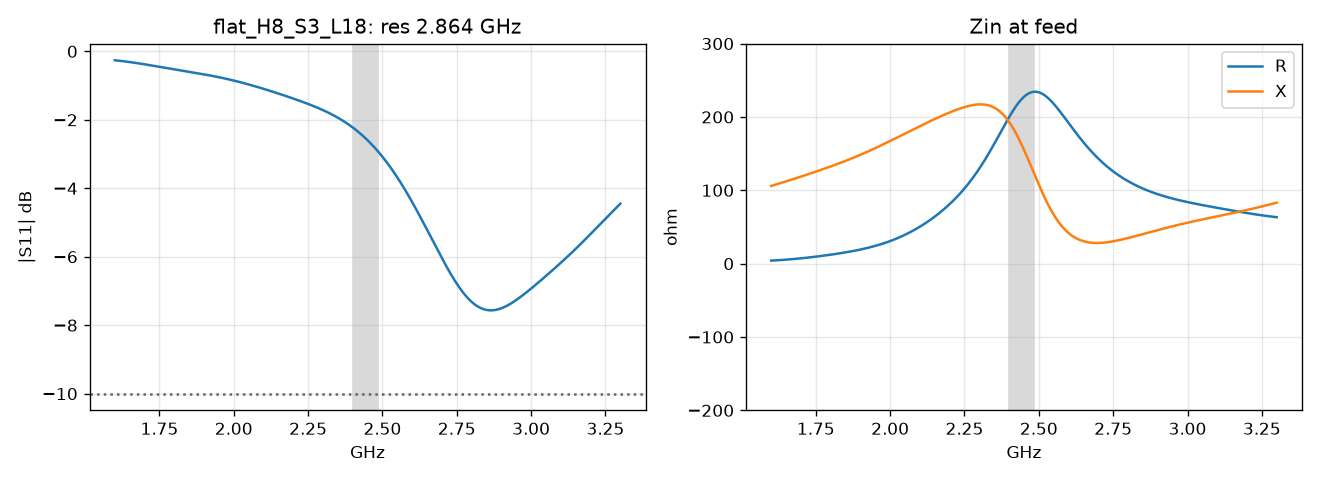 flat_H8_S3_L18: res 2.864 GHz
0
−2
−4
−6
−8
−10
|S11| dB
1.75 2.00 2.25 2.50 2.75 3.00 3.25
GHz
Zin at feed
R
X
300
200
100
0
−100
−200
ohm
1.75 2.00 2.25 2.50 2.75 3.00 3.25
GHz